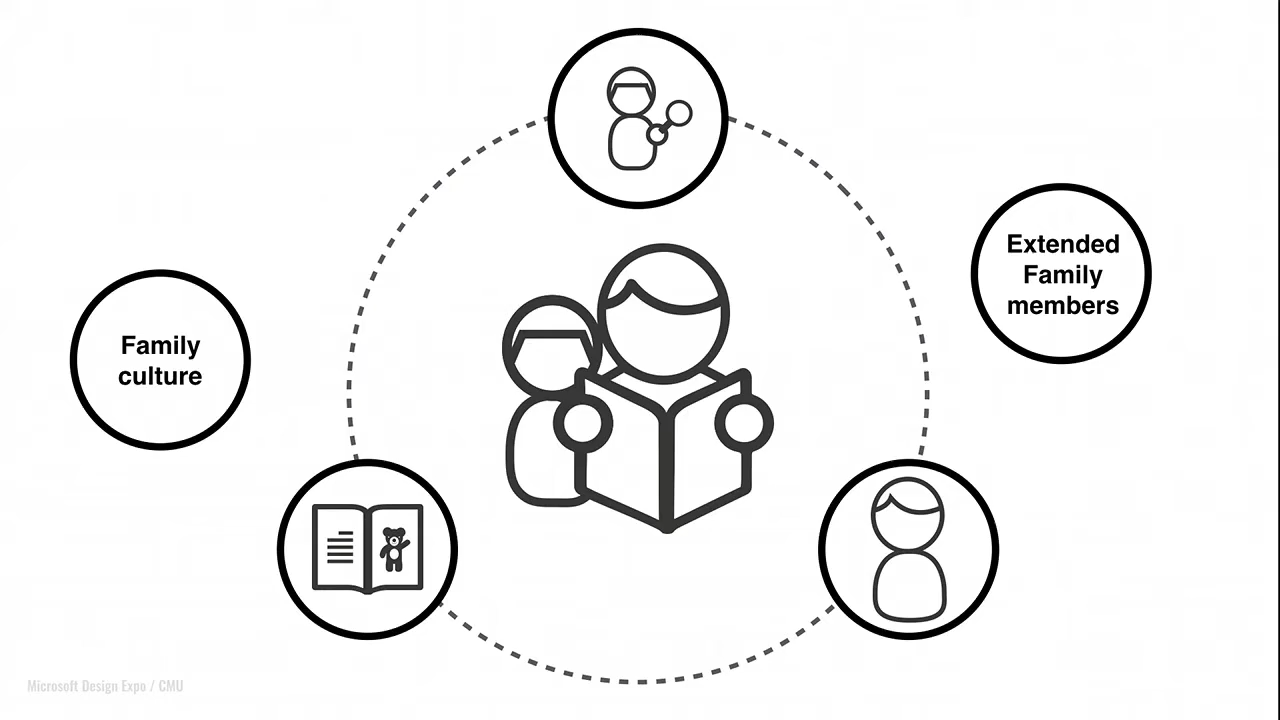 Extended
Family
members
Family
culture
Microsoft Design Expo / CMU